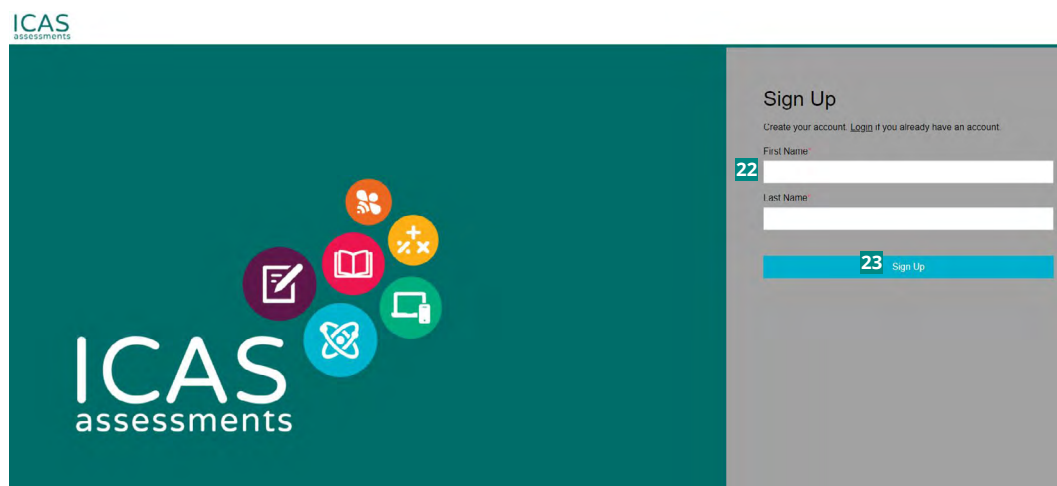 ICAS
assessments
Sign Up
Create your account. Login if you already have an account.
First Name*
22
Last Name*
23 Sign Up
ICAS
assessments